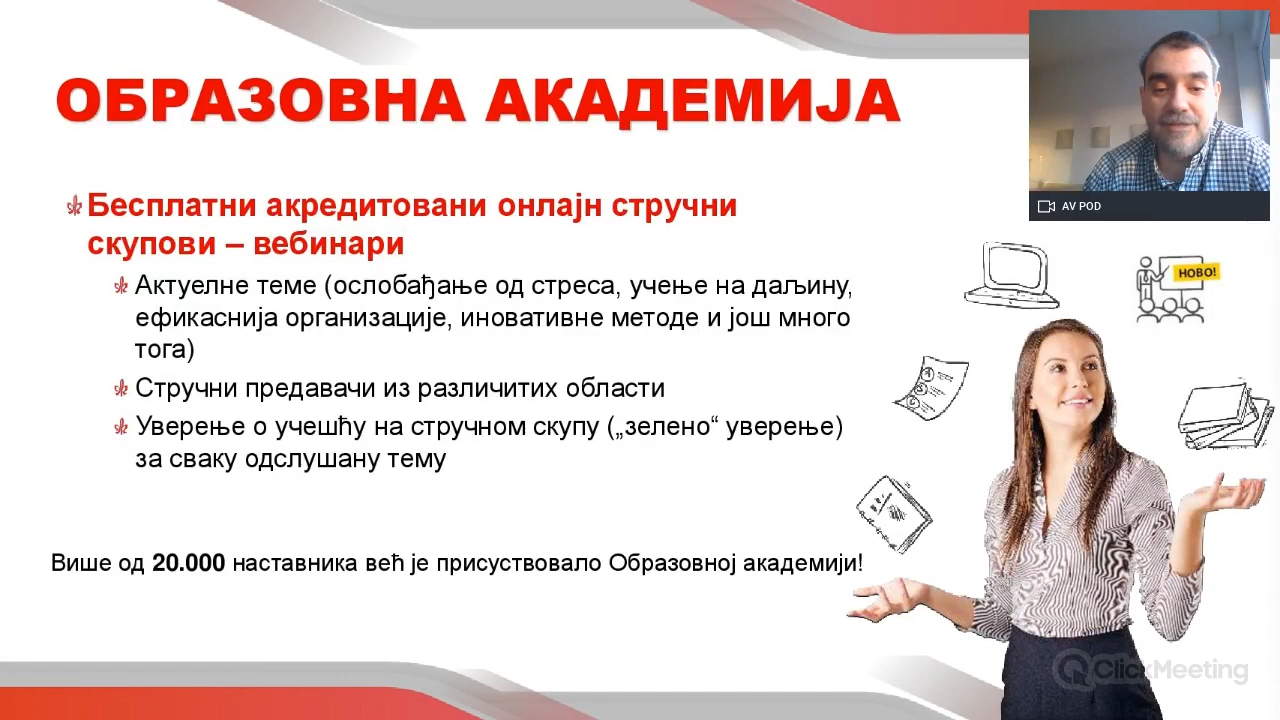 ОБРАЗОВНА АКАДЕМИЈА
AV POD
Бесплатни акредитовани онлајн стручни
скупови – вебинари
НОВО!
Актуелне теме (ослобађање од стреса, учење на даљину,
ефикаснија организације, иновативне методе и још много
тога)
Стручни предавачи из различитих области
Уверење о учешћу на стручном скупу („зелено“ уверење)
за сваку одслушану тему
Више од 20.000 наставника већ је присуствовало Образовној академији!
ClickMeeting